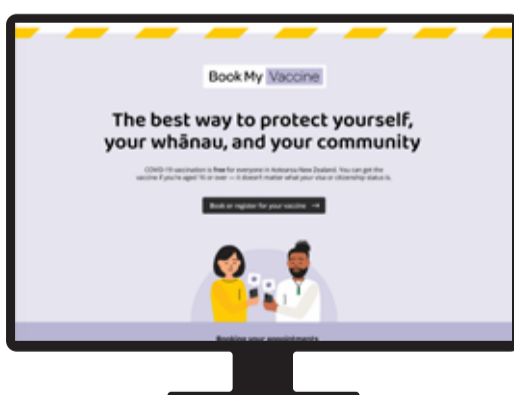 Book My Vaccine
The best way to protect yourself,
your whānau, and your community
COVID-19 vaccination is free for everyone in Aotearoa New Zealand. You can get the
vaccine if you're aged 16 or over — it doesn't matter what your visa or citizenship status is.
Book or register for your vaccine →
Booking your appointments